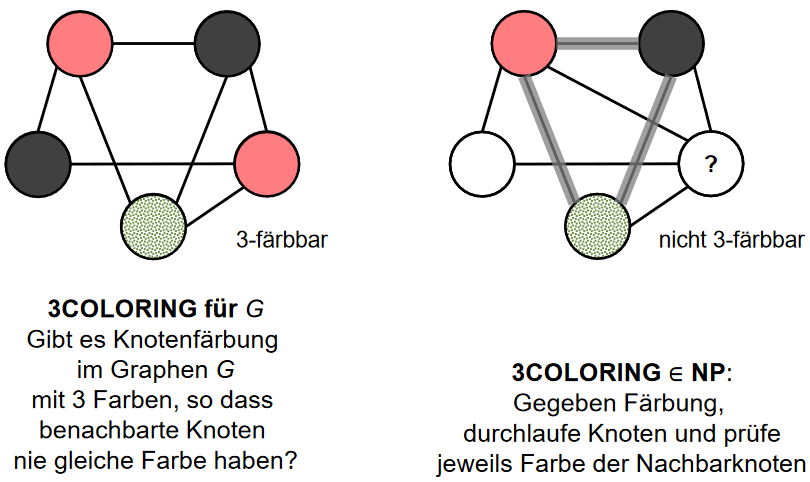 ?
3-färbbar
nicht 3-färbbar
3COLORING für G
Gibt es Knotenfärbung
im Graphen G
mit 3 Farben, so dass
benachbarte Knoten
nie gleiche Farbe haben?
3COLORING ∈ NP:
Gegeben Färbung,
durchlaufe Knoten und prüfe
jeweils Farbe der Nachbarknoten